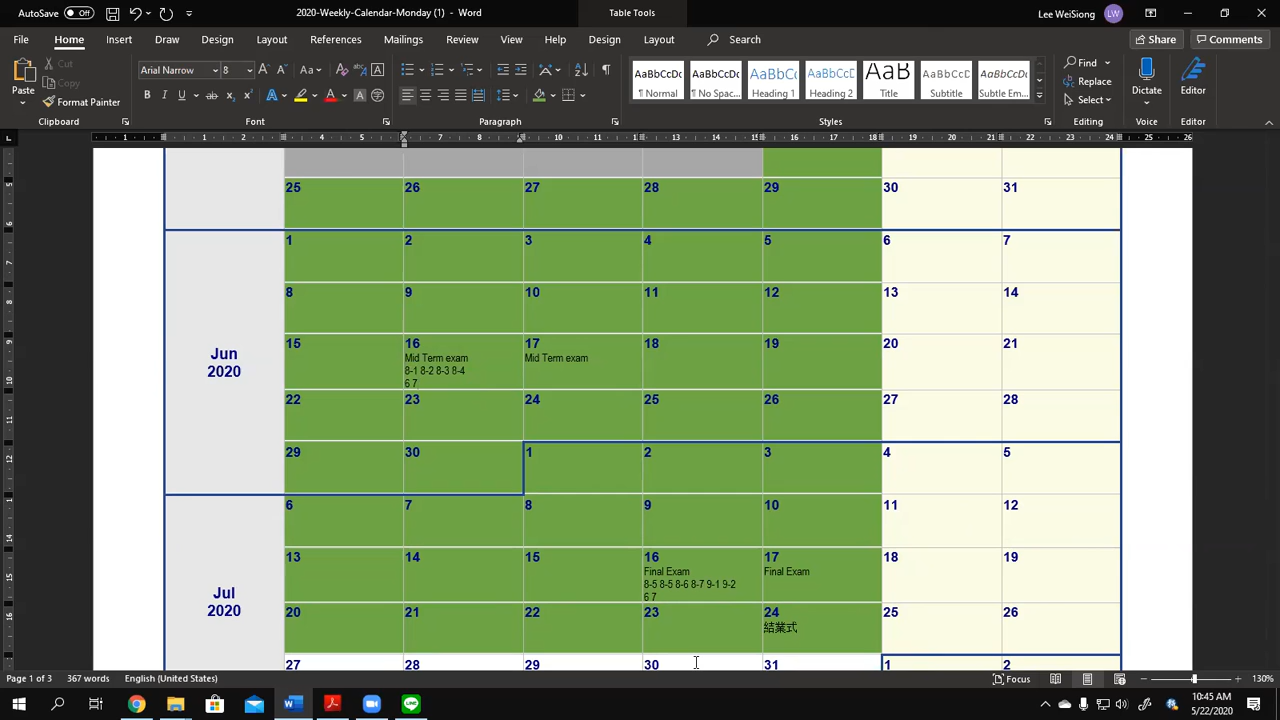 AutoSave Off
2020-Weekly-Calendar-Monday (1) - Word
Table Tools
Lee WeiSiong LW
File Home Insert Draw Design Layout References Mailings Review View Help Design Layout Search
Share Comments
Paste Cut
Copy
Format Painter
Clipboard
Arial Narrow 8
Font
Paragraph
AaBbCcDc AaBbCcDc AaBbCc AaBbCcD AaB AaBbCcD AaBbCcD
¶ Normal ¶ No Spac... Heading 1 Heading 2 Title Subtitle Subtle Em...
Styles
Find
Replace
Select
Editing
Dictate
Voice
Editor
Editor
25 26 27 28 29 30 31
Jun
2020
1 2 3 4 5 6 7
8 9 10 11 12 13 14
15 16 17 18 19 20 21
Mid Term exam Mid Term exam
8-1 8-2 8-3 8-4
6 7
22 23 24 25 26 27 28
29 30 1 2 3 4 5
Jul
2020
6 7 8 9 10 11 12
13 14 15 16 17 18 19
Final Exam Final Exam
8-5 8-5 8-6 8-7 9-1 9-2
6 7
20 21 22 23 24 25 26
結業式
27 28 29 30 31 1 2
Page 1 of 3 367 words English (United States)
Focus
130%
10:45 AM
5/22/2020